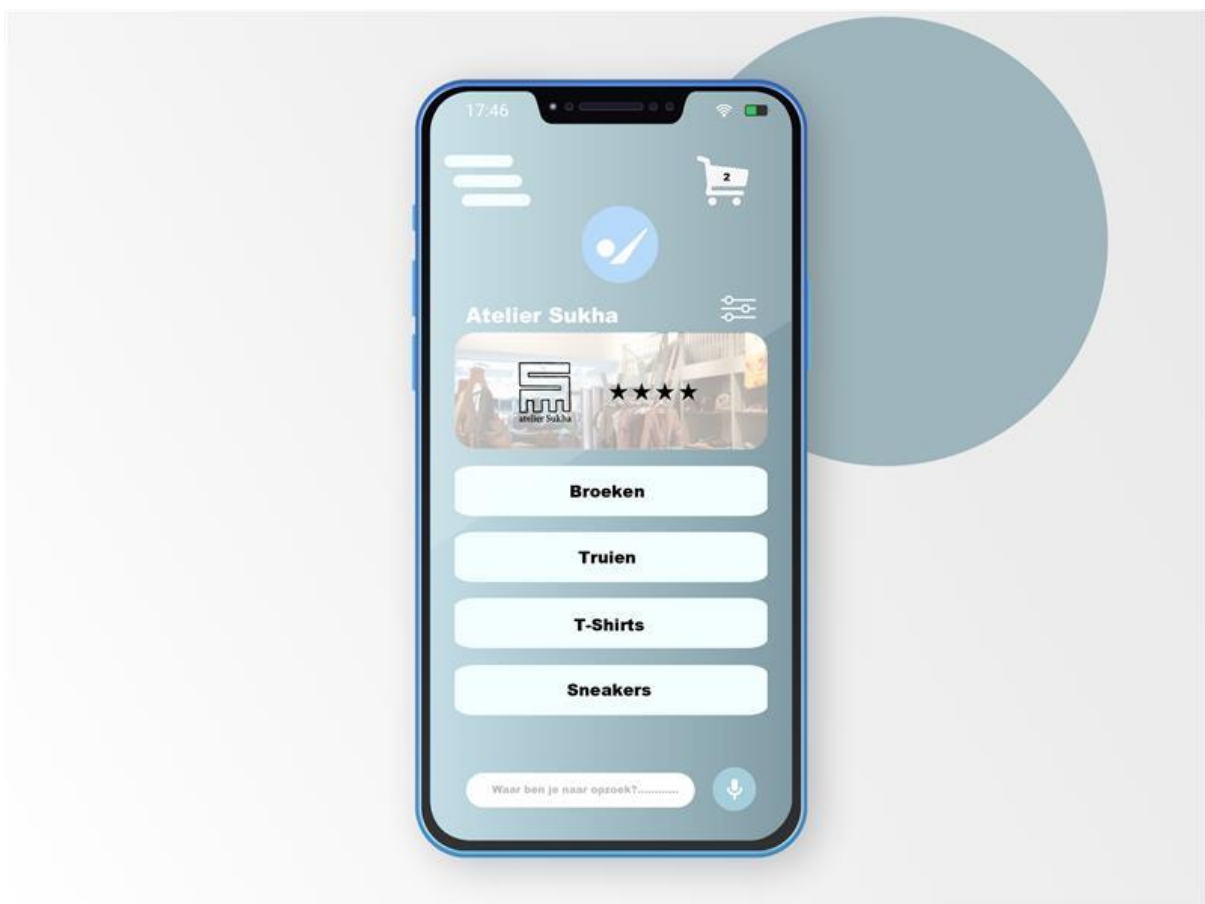 17:46
2
Atelier Sukha
atelier Sukha
Broeken
Truien
T-Shirts
Sneakers
Waar ben je naar opzoek?............